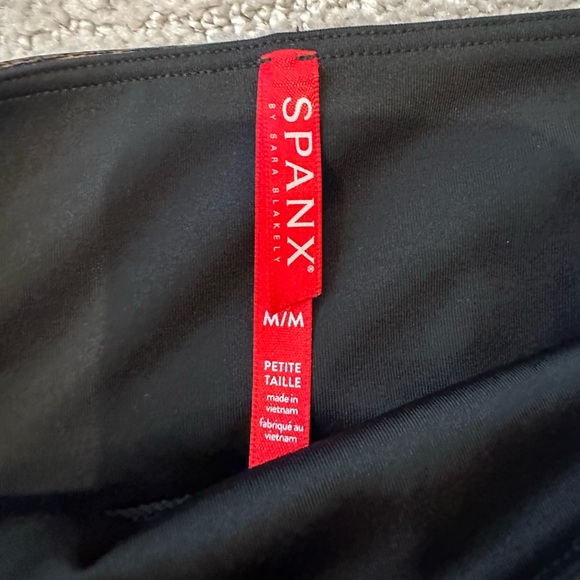 SPANX®
BY SARA BLAKELY
M/M
PETITE
TAILLE
made in
vietnam
fabriqué au
vietnam